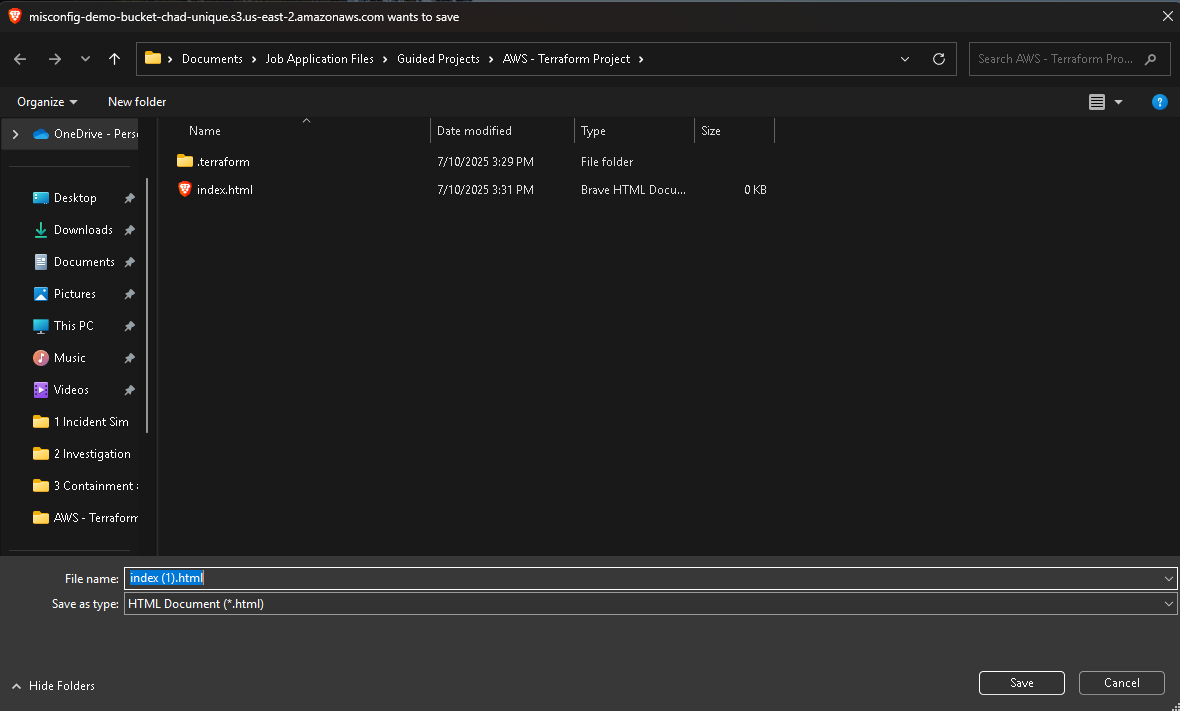 misconfig-demo-bucket-chad-unique.s3.us-east-2.amazonaws.com wants to save
Documents > Job Application Files > Guided Projects > AWS - Terraform Project >
Search AWS - Terraform Pro...
Organize
New folder
?
OneDrive - Pers
Desktop
Downloads
Documents
Pictures
This PC
Music
Videos
1 Incident Sim
2 Investigation
3 Containment
AWS - Terraform
Name Date modified Type Size
.terraform 7/10/2025 3:29 PM File folder
index.html 7/10/2025 3:31 PM Brave HTML Docu... 0 KB
File name: index (1).html
Save as type: HTML Document (*.html)
Hide Folders
Save
Cancel